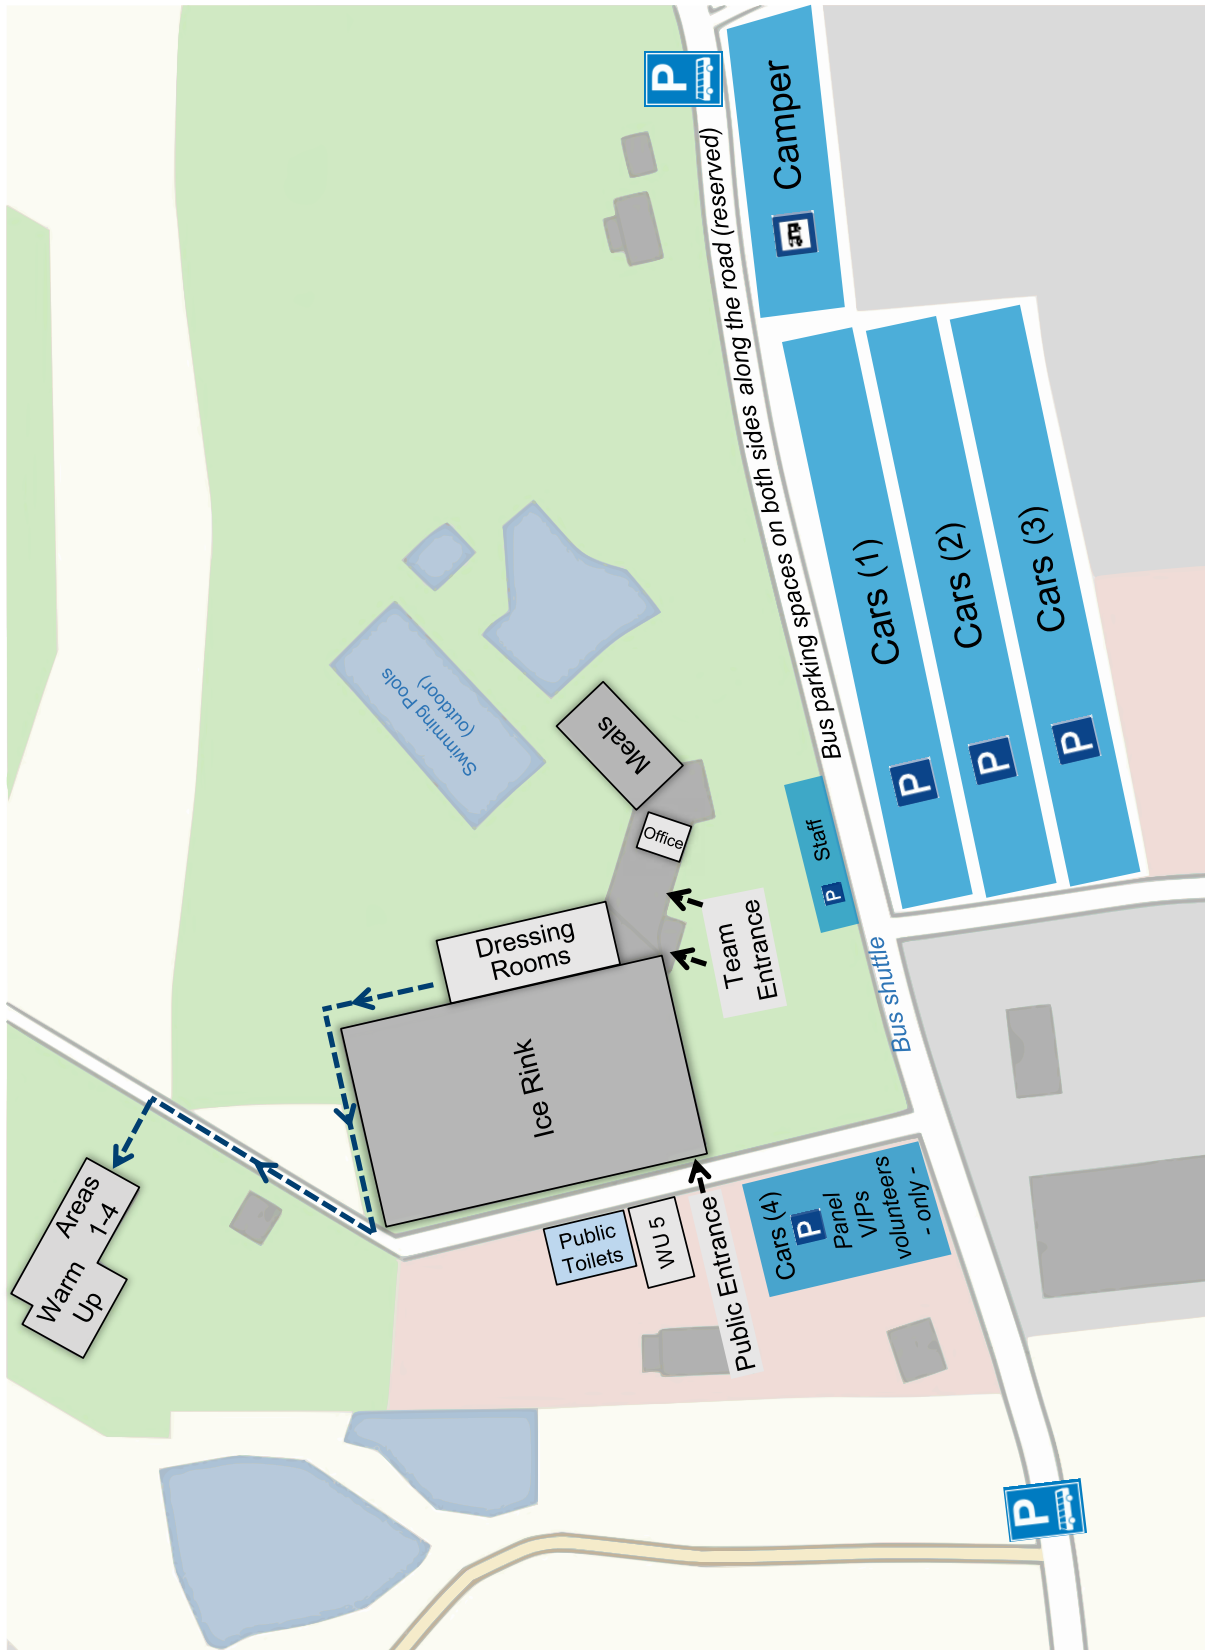 P
Camper
Bus parking spaces on both sides along the road (reserved)
Cars (1)
P
Cars (2)
P
Cars (3)
P
Swimming Pools
(outdoor)
Meals
Office
P Staff
Dressing
Rooms
Team
Entrance
Bus shuttle
Ice Rink
Areas
1-4
Warm
Up
Public
Toilets
WU 5
Public Entrance
Cars (4)
P
Panel
VIPs
volunteers
- only -
P